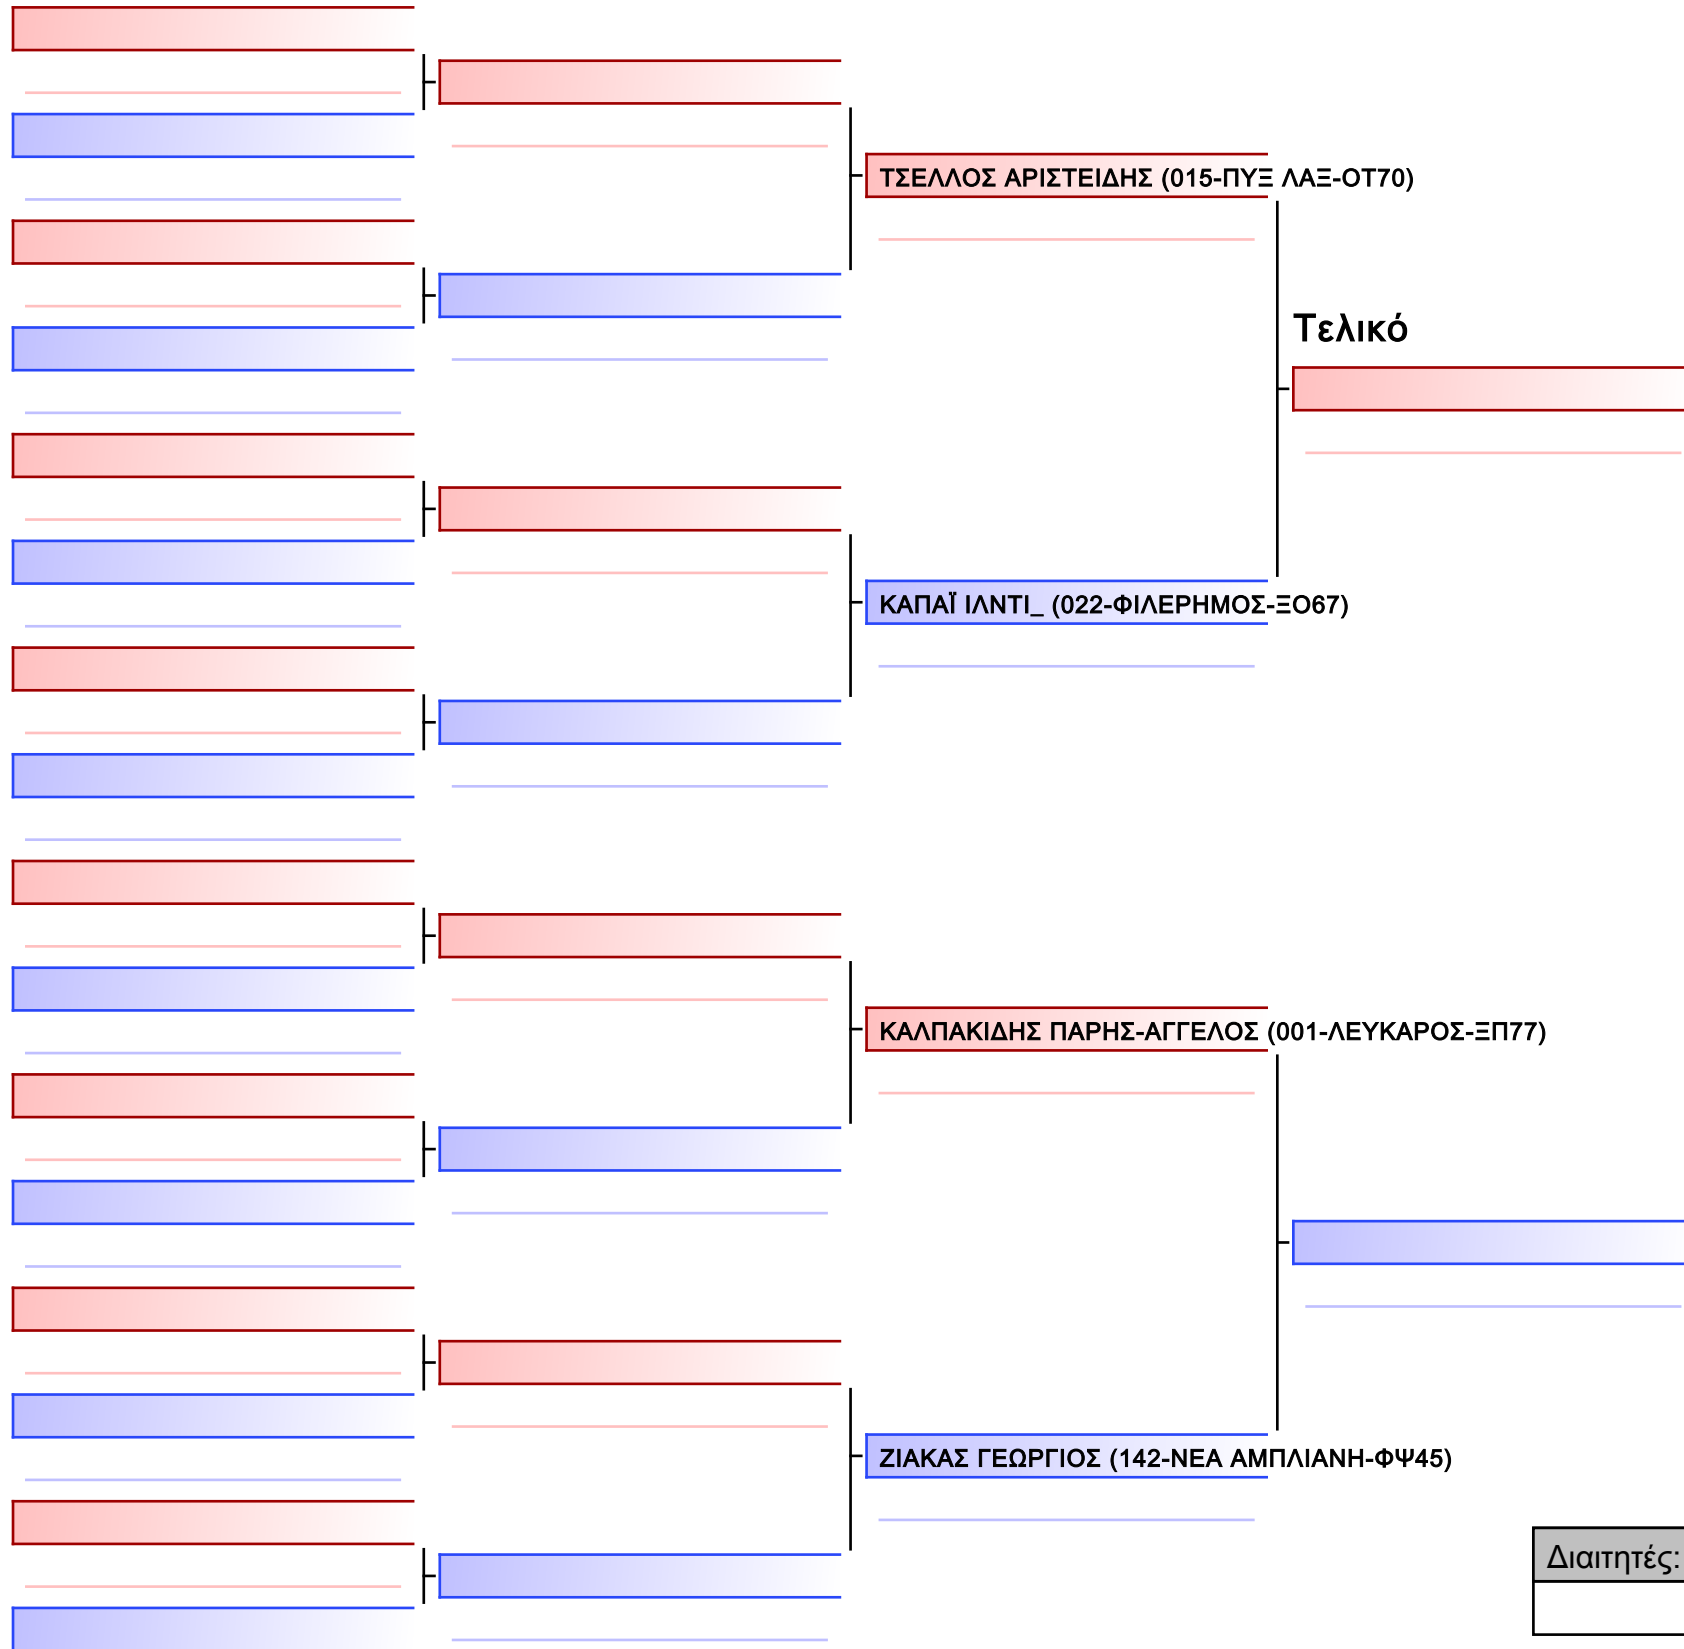 ΤΣΕΛΛΟΣ ΑΡΙΣΤΕΙΔΗΣ (015-ΠΥΞ ΛΑΞ-ΟΤ70)
Τελικό
ΚΑΠΑΪ ΙΛΝΤΙ_ (022-ΦΙΛΕΡΗΜΟΣ-ΞΟ67)
ΚΑΛΠΑΚΙΔΗΣ ΠΑΡΗΣ-ΑΓΓΕΛΟΣ (001-ΛΕΥΚΑΡΟΣ-ΞΠ77)
ΖΙΑΚΑΣ ΓΕΩΡΓΙΟΣ (142-ΝΕΑ ΑΜΠΛΙΑΝΗ-ΦΨ45)
Διαιτητές: